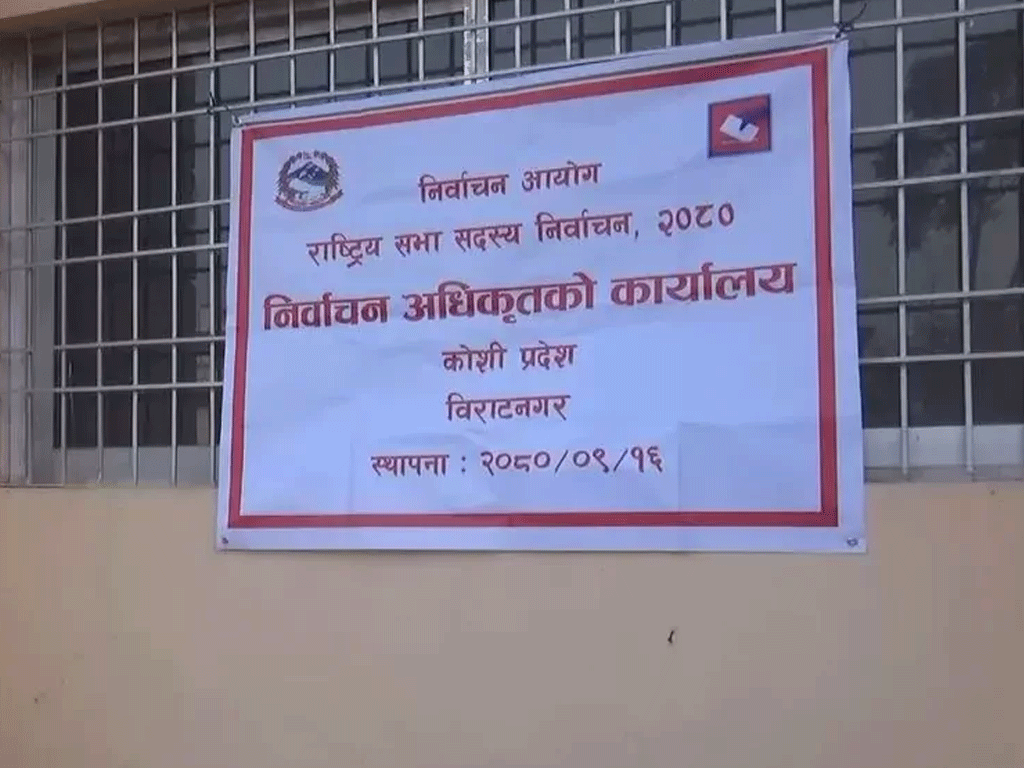 निर्वाचन आयोग
राष्ट्रिय सभा सदस्य निर्वाचन, २०८०
निर्वाचन अधिकृतको कार्यालय
कोशी प्रदेश
विराटनगर
स्थापना : २०८०/०९/१६